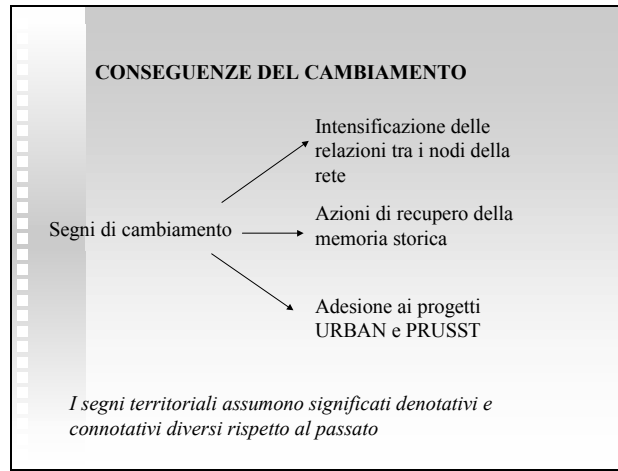 CONSEGUENZE DEL CAMBIAMENTO
Intensificazione delle
relazioni tra i nodi della
rete
Segni di cambiamento
Azioni di recupero della
memoria storica
Adesione ai progetti
URBAN e PRUSST
I segni territoriali assumono significati denotativi e
connotativi diversi rispetto al passato